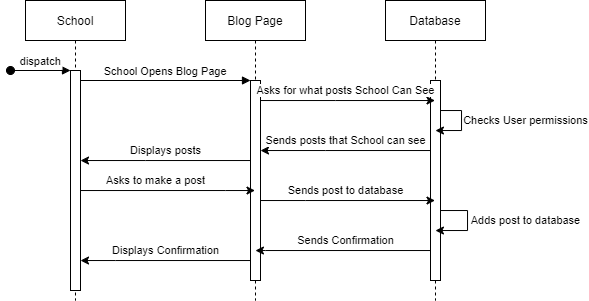 School
Blog Page
Database
dispatch
School Opens Blog Page
Asks for what posts School Can See
Checks User permissions
Sends posts that School can see
Displays posts
Asks to make a post
Sends post to database
Adds post to database
Sends Confirmation
Displays Confirmation